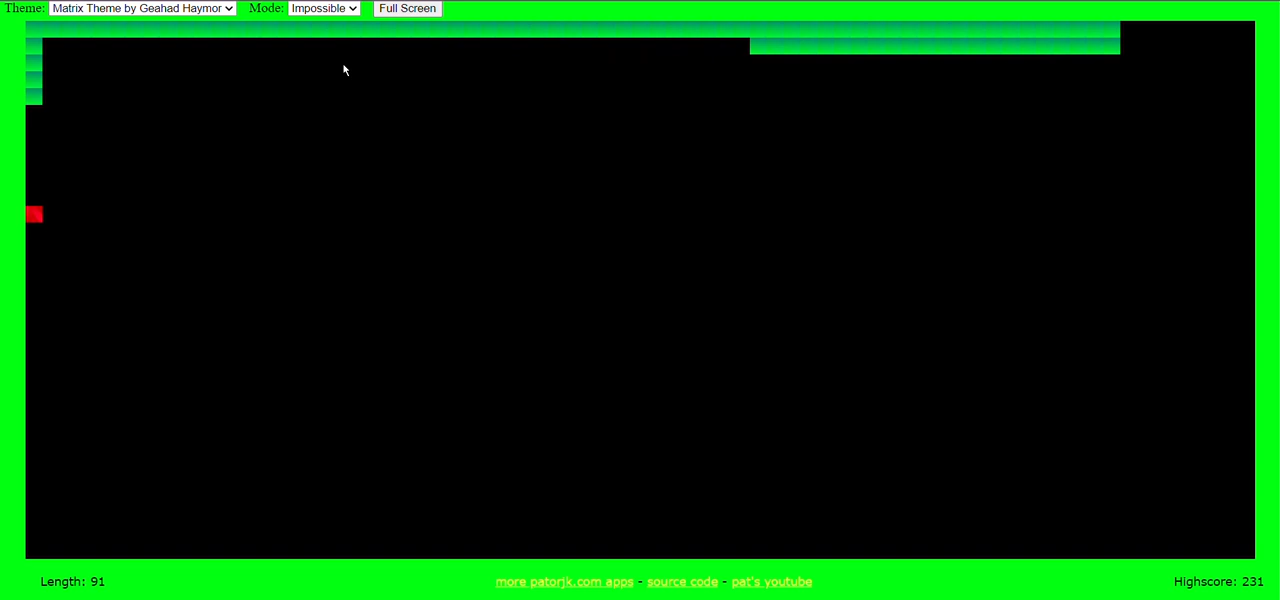 Theme: Matrix Theme by Geahad Haymor Mode: Impossible Full Screen
Length: 91 more patorjk.com apps - source code - pat's youtube Highscore: 231